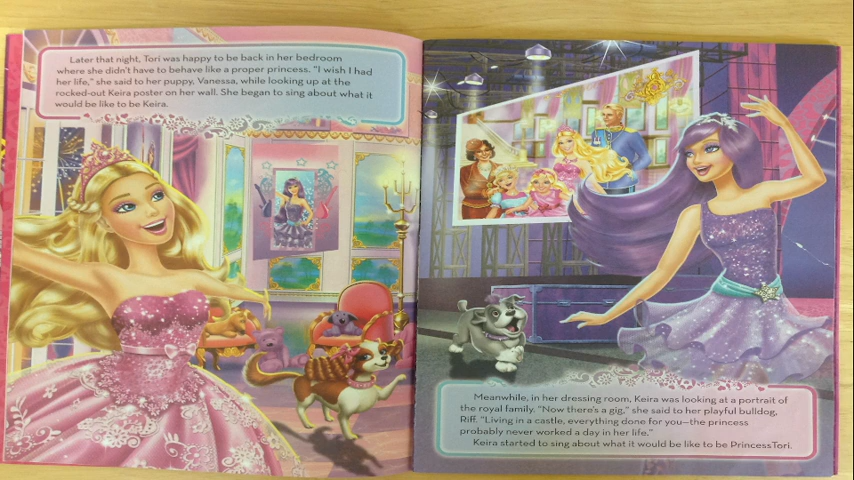 Later that night, Tori was happy to be back in her bedroom
where she didn't have to behave like a proper princess. "I wish I had
her life," she said to her puppy, Vanessa, while looking up at the
rocked-out Keira poster on her wall. She began to sing about what it
would be like to be Keira.
Meanwhile, in her dressing room, Keira was looking at a portrait of
the royal family. "Now there's a gig," she said to her playful bulldog,
Riff. "Living in a castle, everything done for you—the princess
probably never worked a day in her life."
Keira started to sing about what it would be like to be PrincessTori.